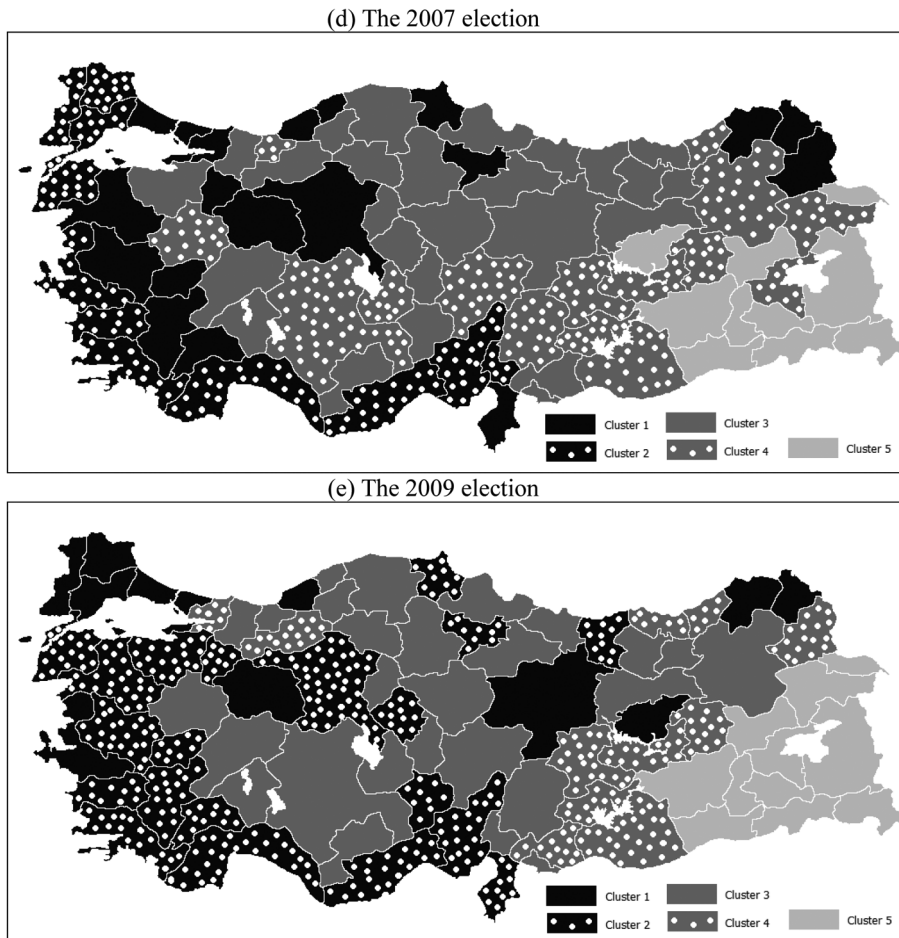 (d) The 2007 election
Cluster 1 Cluster 3
Cluster 2 Cluster 4 Cluster 5
(e) The 2009 election
Cluster 1 Cluster 3
Cluster 2 Cluster 4 Cluster 5